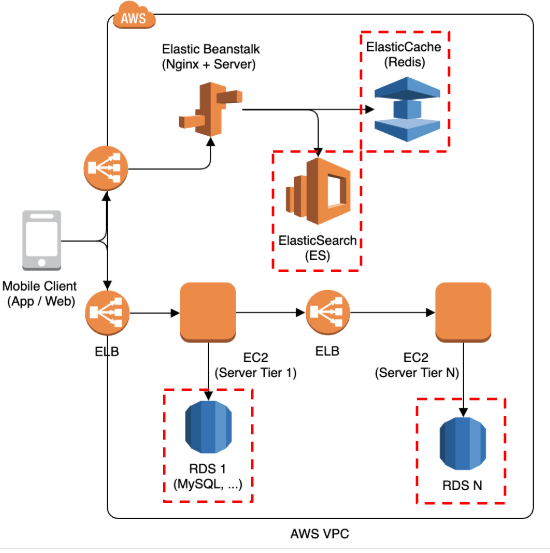 AWS
Elastic Beanstalk
(Nginx + Server)
ElasticCache
(Redis)
ElasticSearch
(ES)
Mobile Client
(App / Web)
ELB
EC2
(Server Tier 1)
ELB
EC2
(Server Tier N)
RDS 1
(MySQL, ...)
RDS N
AWS VPC